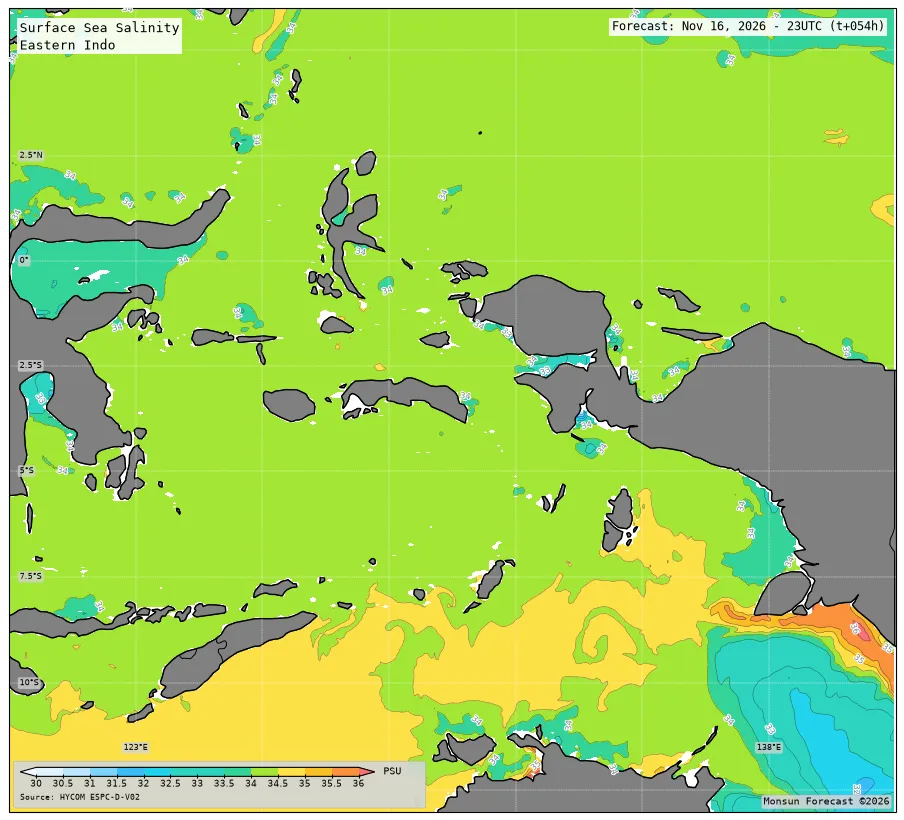 Surface Sea Salinity
Eastern Indo
Forecast: Nov 16, 2026 - 23UTC (t+054h)
2.5°N
0°
2.5°S
5°S
7.5°S
10°S
123°E
138°E
30 30.5 31 31.5 32 32.5 33 33.5 34 34.5 35 35.5 36 PSU
Source: HYCOM ESPC-D-V02
Monsun Forecast ©2026